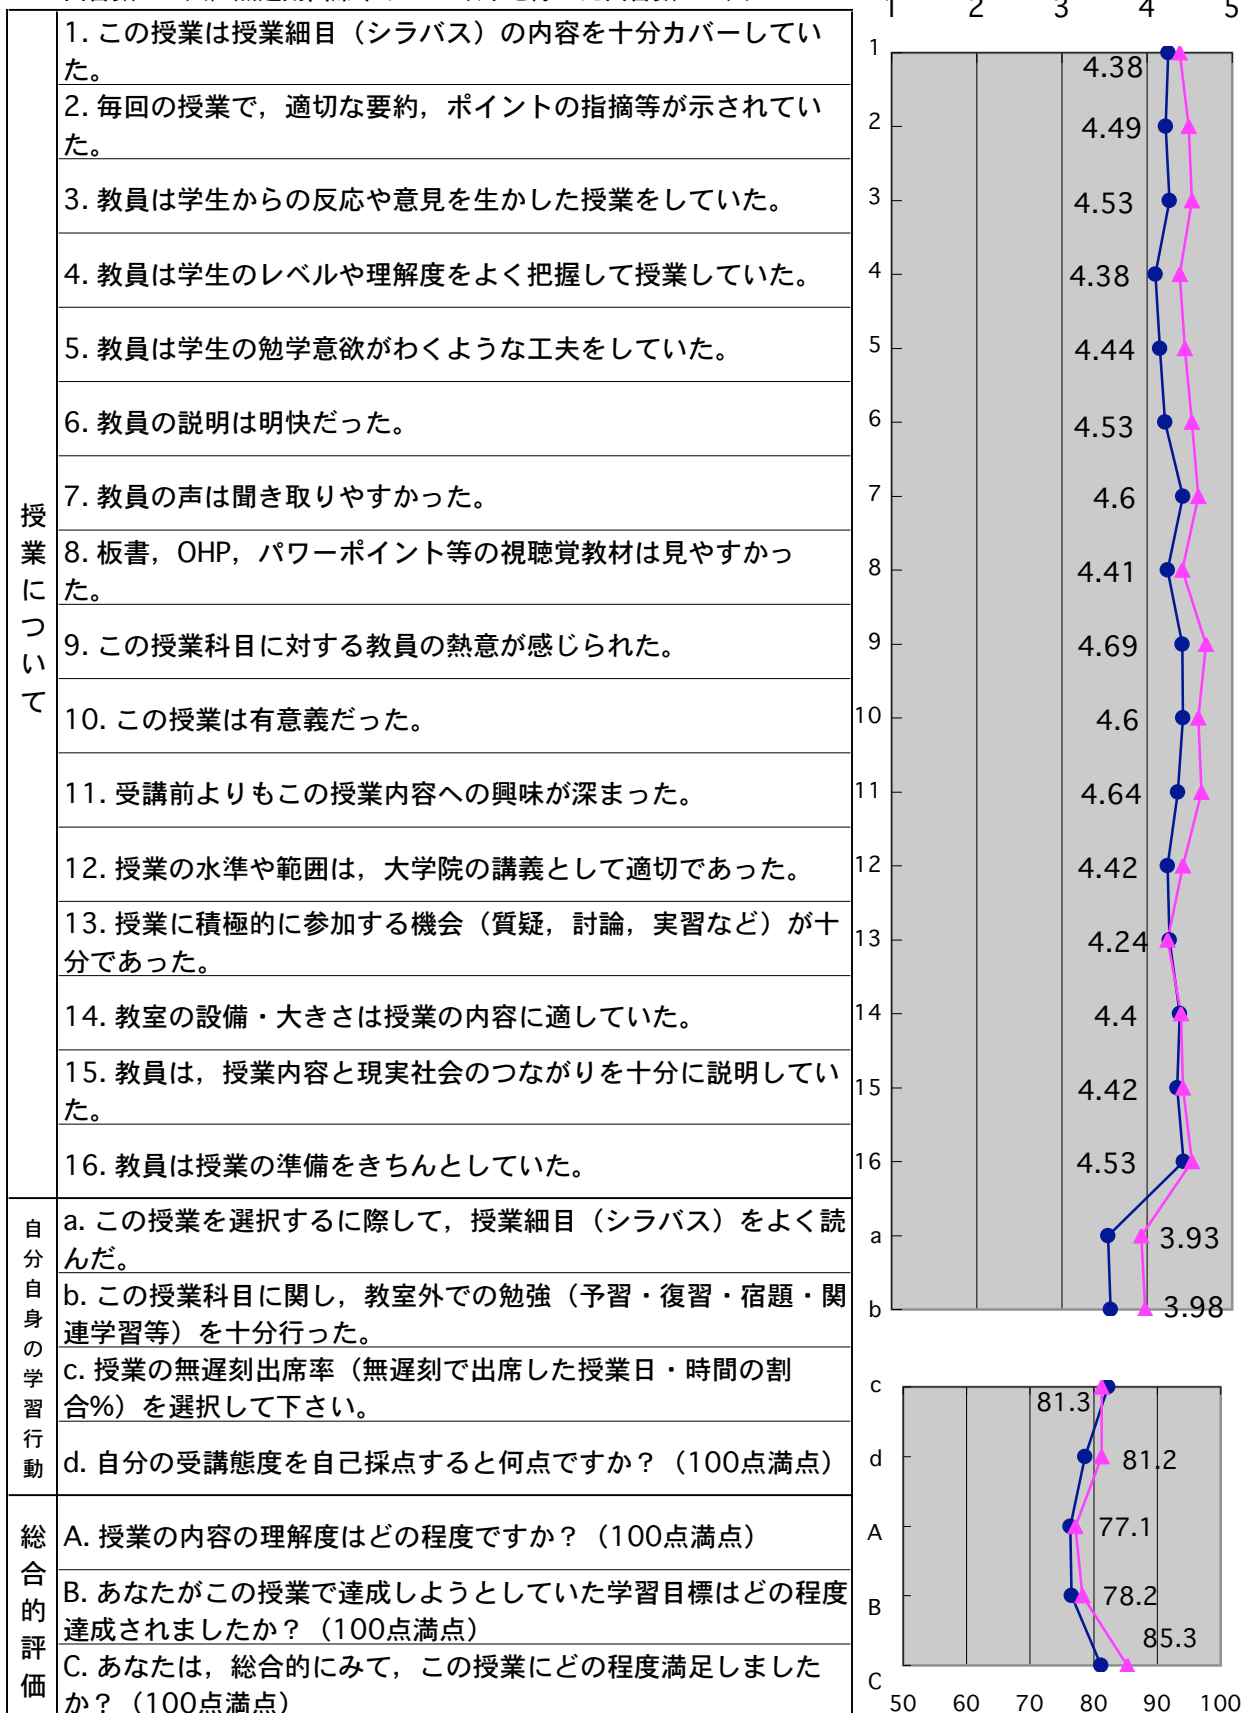 1. この授業は授業細目（シラバス）の内容を十分カバーしてい
た。
2. 毎回の授業で，適切な要約，ポイントの指摘等が示されてい
た。
3. 教員は学生からの反応や意見を生かした授業をしていた。
4. 教員は学生のレベルや理解度をよく把握して授業していた。
5. 教員は学生の勉学意欲がわくような工夫をしていた。
6. 教員の説明は明快だった。
7. 教員の声は聞き取りやすかった。
8. 板書，OHP，パワーポイント等の視聴覚教材は見やすかっ
た。
9. この授業科目に対する教員の熱意が感じられた。
10. この授業は有意義だった。
11. 受講前よりもこの授業内容への興味が深まった。
12. 授業の水準や範囲は，大学院の講義として適切であった。
13. 授業に積極的に参加する機会（質疑，討論，実習など）が十
分であった。
14. 教室の設備・大きさは授業の内容に適していた。
15. 教員は，授業内容と現実社会のつながりを十分に説明してい
た。
16. 教員は授業の準備をきちんとしていた。
授業について
a. この授業を選択するに際して，授業細目（シラバス）をよく読
んだ。
b. この授業科目に関し，教室外での勉強（予習・復習・宿題・関
連学習等）を十分行った。
c. 授業の無遅刻出席率（無遅刻で出席した授業日・時間の割
合%）を選択して下さい。
d. 自分の受講態度を自己採点すると何点ですか？（100点満点）
自分自身の学習行動
A. 授業の内容の理解度はどの程度ですか？（100点満点）
B. あなたがこの授業で達成しようとしていた学習目標はどの程度
達成されましたか？（100点満点）
C. あなたは，総合的にみて，この授業にどの程度満足しました
か？（100点満点）
総合的評価
1 2 3 4 5
1 4.38
2 4.49
3 4.53
4 4.38
5 4.44
6 4.53
7 4.6
8 4.41
9 4.69
10 4.6
11 4.64
12 4.42
13 4.24
14 4.4
15 4.42
16 4.53
a 3.93
b 3.98
c 81.3
d 81.2
A 77.1
B 78.2
C 85.3
50 60 70 80 90 100